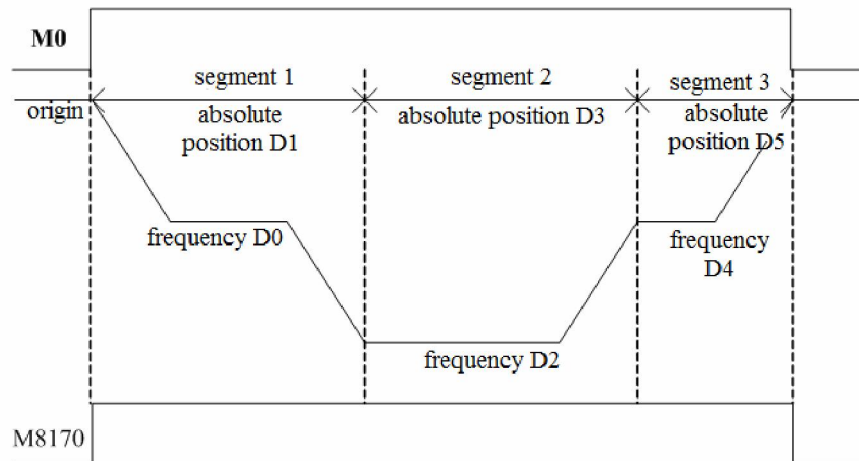 M0
segment 1
segment 2
segment 3
origin
absolute
position D1
absolute position D3
absolute
position D5
frequency D0
frequency
D4
frequency D2
M8170